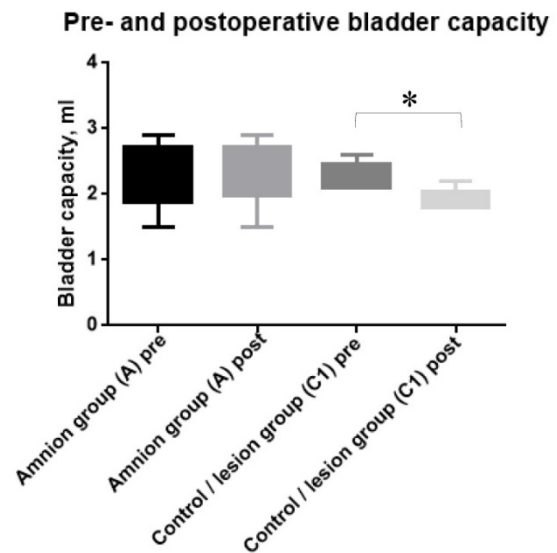 Pre- and postoperative bladder capacity
*
Bladder capacity, ml
4
3
2
1
0
Amnion group (A) pre
Amnion group (A) post
Control / lesion group (C1) pre
Control / lesion group (C1) post